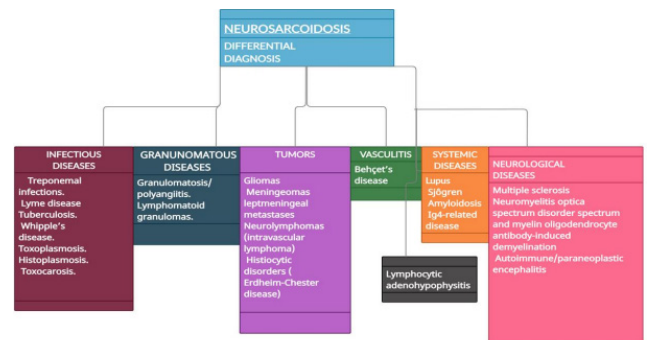 NEUROSARCOIDOSIS
DIFFERENTIAL
DIAGNOSIS
INFECTIOUS
DISEASES
Treponemal
infections.
Lyme disease
Tuberculosis.
Whipple's
disease.
Toxoplasmosis.
Histoplasmosis.
Toxocarosis.
GRANUNOMATOUS
DISEASES
Granulomatosis/
polyangiitis.
Lymphomatoid
granulomas.
TUMORS
Gliomas
Meningeomas
leptmeningeal
metastases
Neurolymphomas
(intravascular
lymphoma)
Histiocytic
disorders (
Erdheim-Chester
disease)
VASCULITIS
Behçet's
disease
SYSTEMIC
DISEASES
Lupus
Sjögren
Amyloidosis
Ig4-related
disease
NEUROLOGICAL
DISEASES
Multiple sclerosis
Neuromyelitis optica
spectrum disorder spectrum
and myelin oligodendrocyte
antibody-induced
demyelination
Autoimmune/paraneoplastic
encephalitis
Lymphocytic
adenohypophysitis